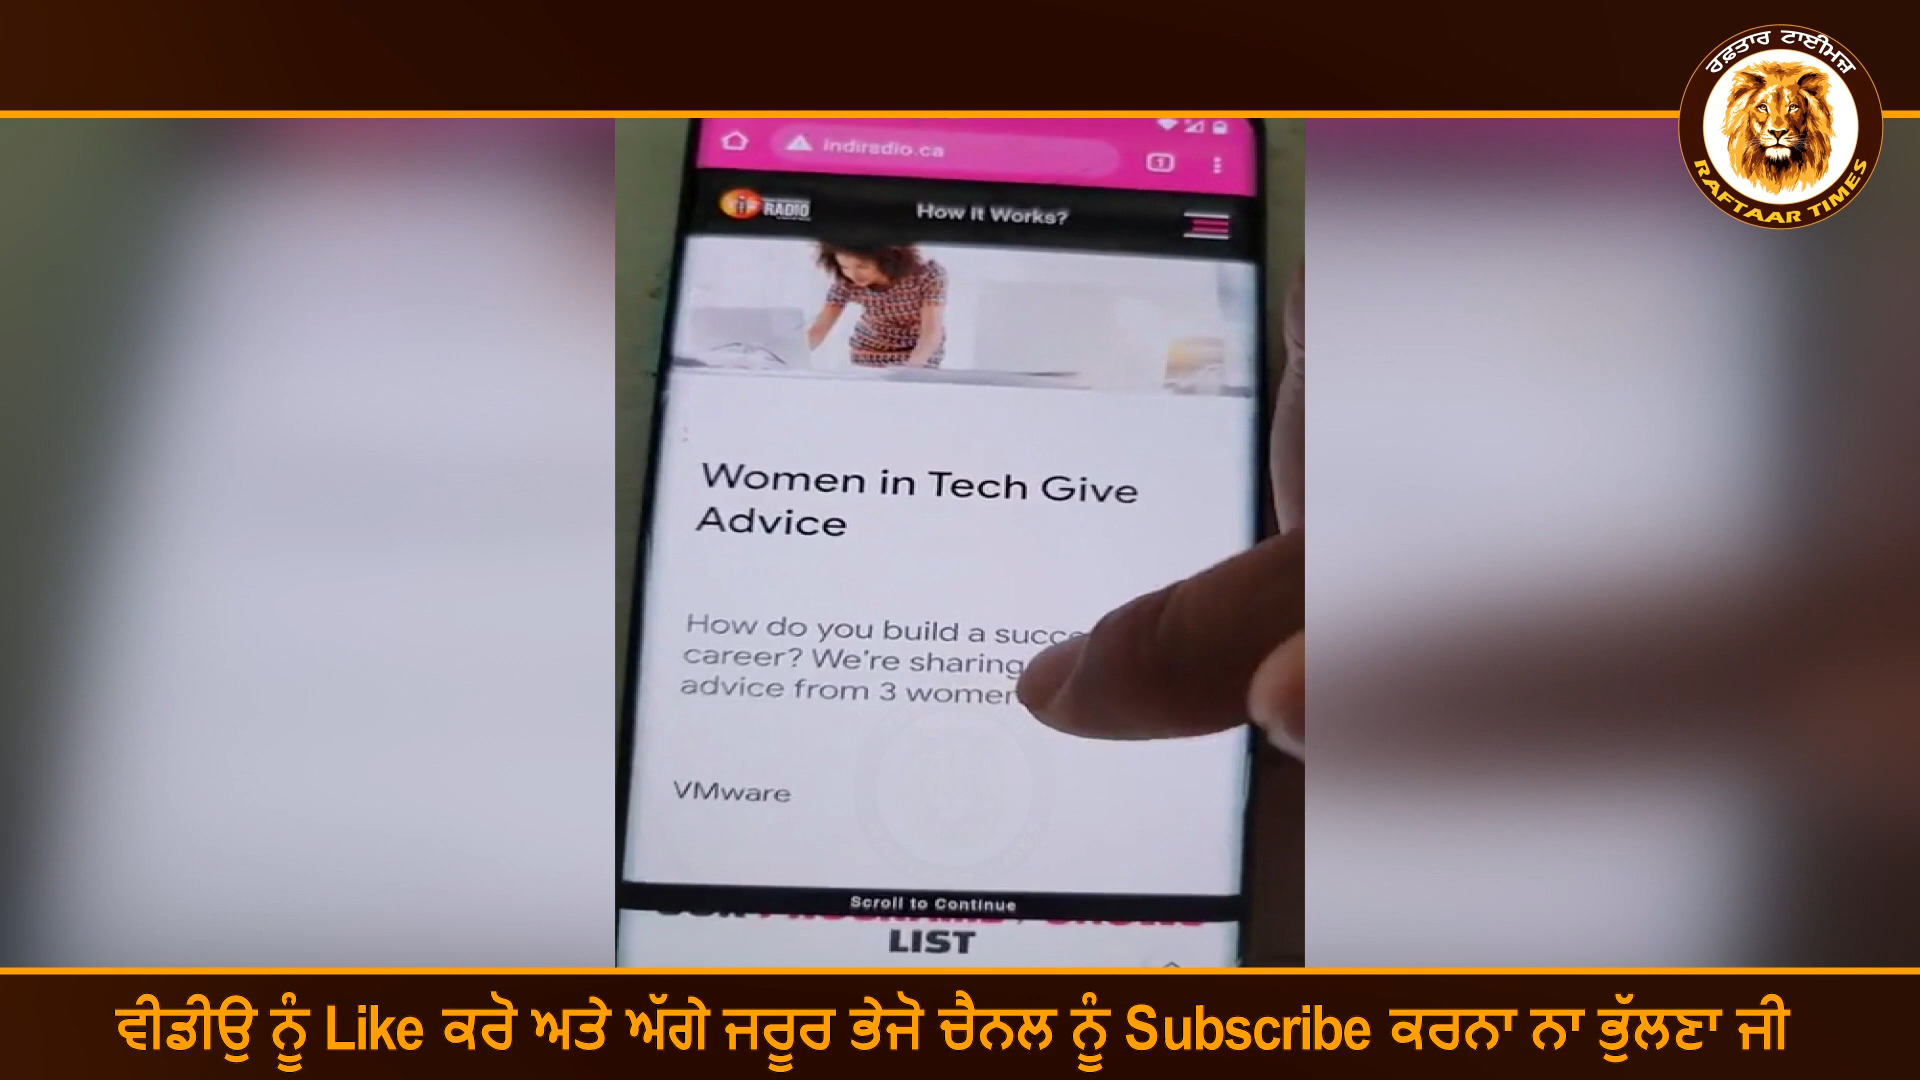 ਰਫ਼ਤਾਰ ਟਾਈਮਜ਼
RAFTAAR TIMES
indiradio.ca
1
RADIO
How It Works?
Women in Tech Give
Advice
How do you build a succe
career? We're sharing
advice from 3 women
VMware
Scroll to Continue
LIST
ਵੀਡੀਉ ਨੂੰ Like ਕਰੋ ਅਤੇ ਅੱਗੇ ਜਰੂਰ ਭੇਜੋ ਚੈਨਲ ਨੂੰ Subscribe ਕਰਨਾ ਨਾ ਭੁੱਲਣਾ ਜੀ